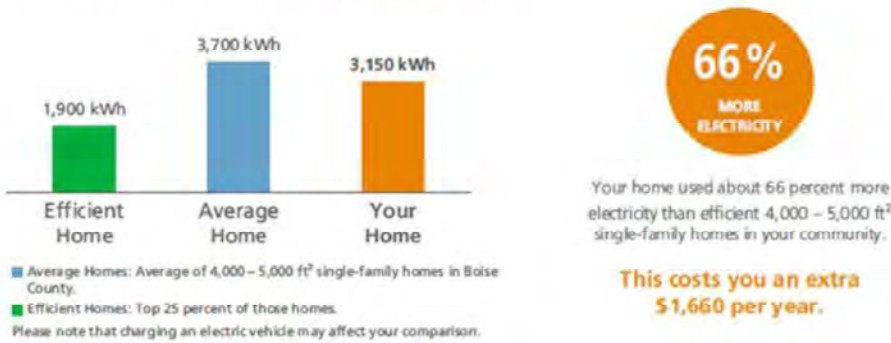 3,700 kWh
3,150 kWh
1,900 kWh
Efficient
Home
Average
Home
Your
Home
Average Homes: Average of 4,000 – 5,000 ft² single-family homes in Boise
County.
Efficient Homes: Top 25 percent of those homes.
Please note that charging an electric vehicle may affect your comparison.
66%
MORE
ELECTRICITY
Your home used about 66 percent more
electricity than efficient 4,000 – 5,000 ft²
single-family homes in your community.
This costs you an extra
$1,660 per year.